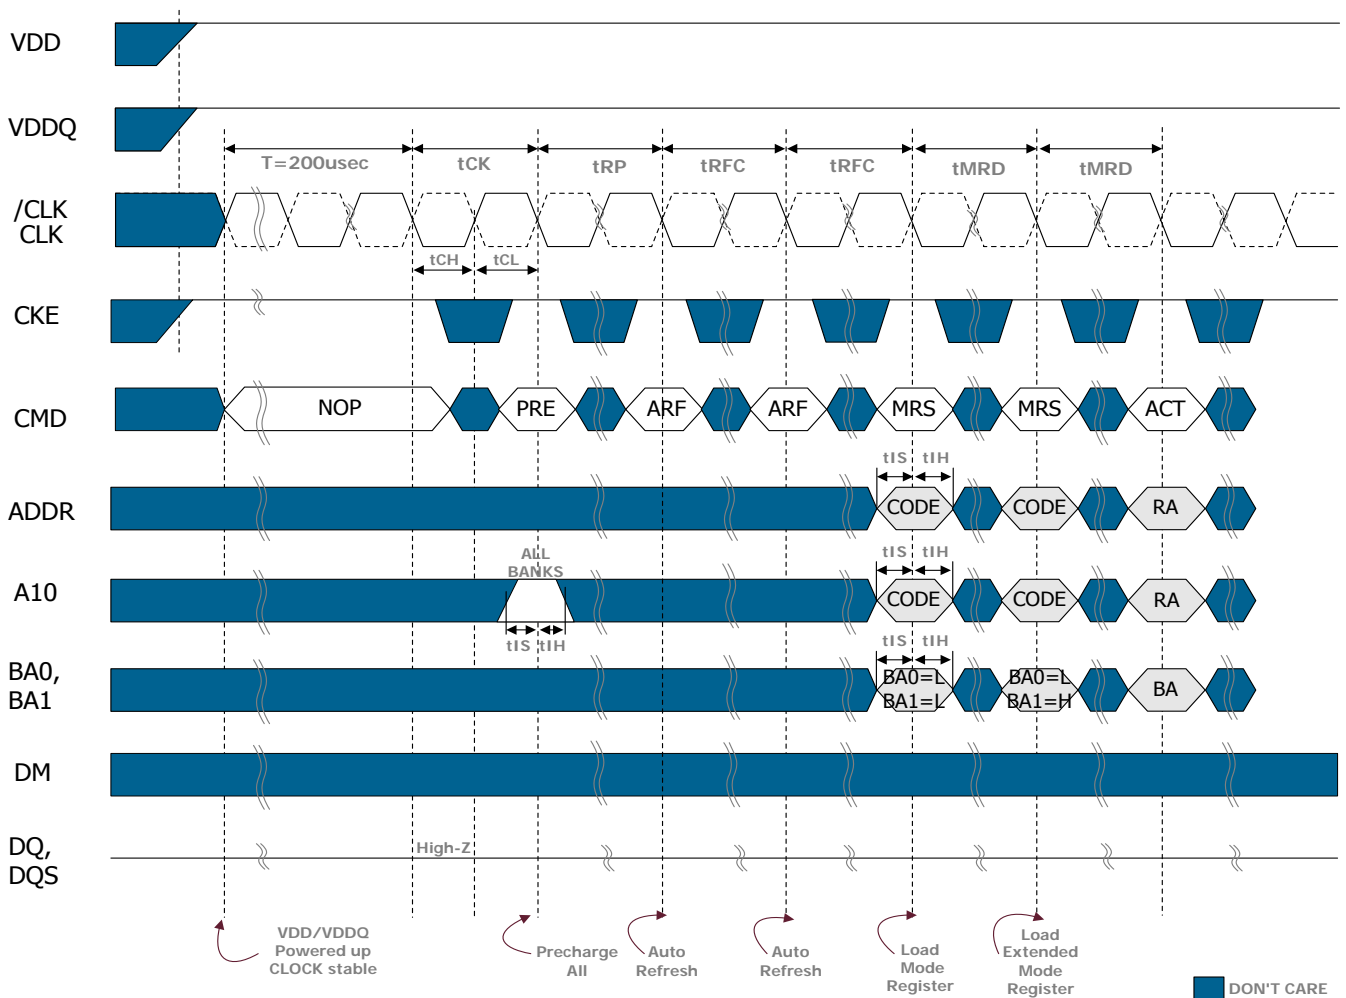 VDD
VDDQ
T=200usec tCK tRP tRFC tRFC tMRD tMRD
/CLK
CLK
tCH tCL
CKE
CMD
NOP PRE ARF ARF MRS MRS ACT
tIS tIH
ADDR
CODE CODE RA
ALL
BANKS
tIS tIH
A10
CODE CODE RA
tIS tIH
tIS tIH
BA0,
BA1
BA0=L
BA1=L
BA0=L
BA1=H
BA
DM
DQ,
DQS
High-Z
VDD/VDDQ
Powered up
CLOCK stable
Precharge
All
Auto
Refresh
Auto
Refresh
Load
Mode
Register
Load
Extended
Mode
Register
DON'T CARE